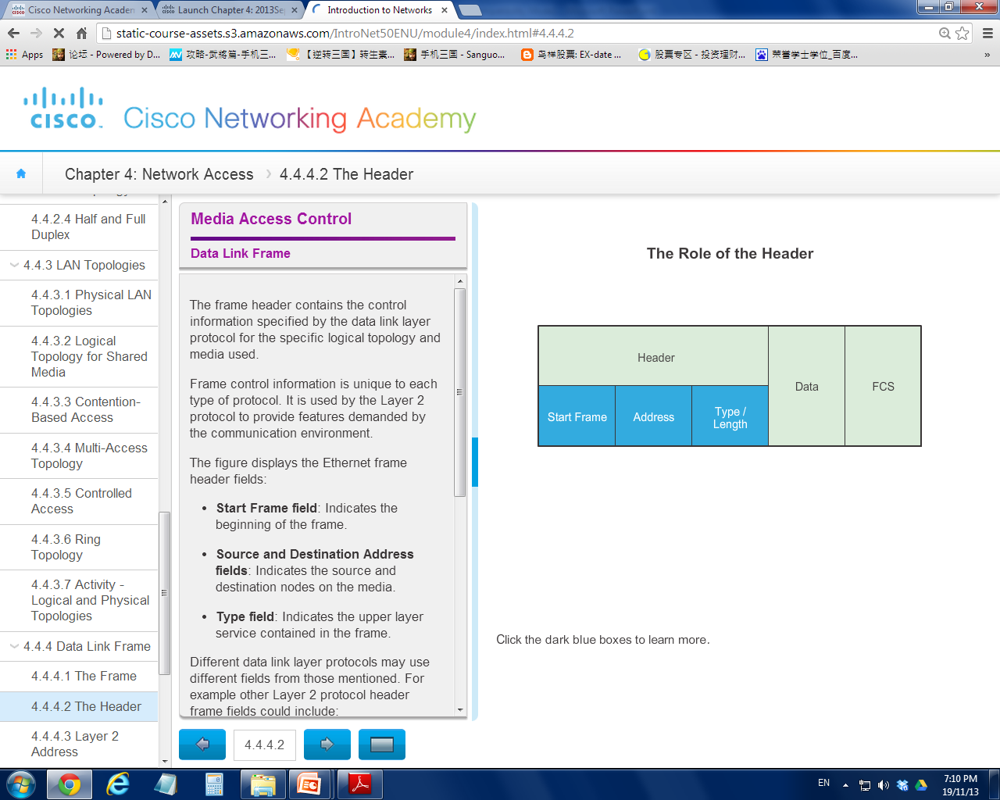 Cisco Networking Academ
Launch Chapter 4: 2013Sep
Introduction to Networks
static-course-assets.s3.amazonaws.com/IntroNet50ENU/module4/index.html#4.4.4.2
Apps
论坛 - Powered by D...
攻略-武將篇-手机三...
【逆转三国】转生素...
手机三国 - Sanguo...
鸟样股票: EX-date ...
股票专区 - 投资理财...
荣誉学士学位_百度...
»
CISCO
Cisco Networking Academy
Chapter 4: Network Access
4.4.4.2 The Header
4.4.2.4 Half and Full
Duplex
4.4.3 LAN Topologies
4.4.3.1 Physical LAN
Topologies
4.4.3.2 Logical
Topology for Shared
Media
4.4.3.3 Contention-
Based Access
4.4.3.4 Multi-Access
Topology
4.4.3.5 Controlled
Access
4.4.3.6 Ring
Topology
4.4.3.7 Activity -
Logical and Physical
Topologies
4.4.4 Data Link Frame
4.4.4.1 The Frame
4.4.4.2 The Header
4.4.4.3 Layer 2
Address
Media Access Control
Data Link Frame
The frame header contains the control
information specified by the data link layer
protocol for the specific logical topology and
media used.
Frame control information is unique to each
type of protocol. It is used by the Layer 2
protocol to provide features demanded by
the communication environment.
The figure displays the Ethernet frame
header fields:
• Start Frame field: Indicates the
beginning of the frame.
• Source and Destination Address
fields: Indicates the source and
destination nodes on the media.
• Type field: Indicates the upper layer
service contained in the frame.
Different data link layer protocols may use
different fields from those mentioned. For
example other Layer 2 protocol header
frame fields could include:
4.4.4.2
The Role of the Header
Header
Data
FCS
Start Frame
Address
Type /
Length
Click the dark blue boxes to learn more.
EN
7:10 PM
19/11/13